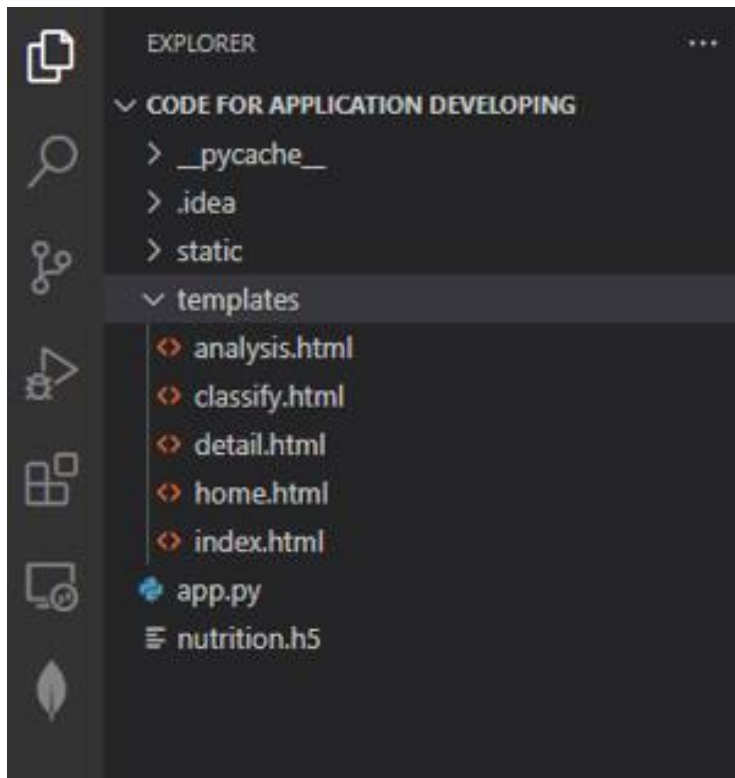 EXPLORER
CODE FOR APPLICATION DEVELOPING
__pycache__
.idea
static
templates
analysis.html
classify.html
detail.html
home.html
index.html
app.py
nutrition.h5